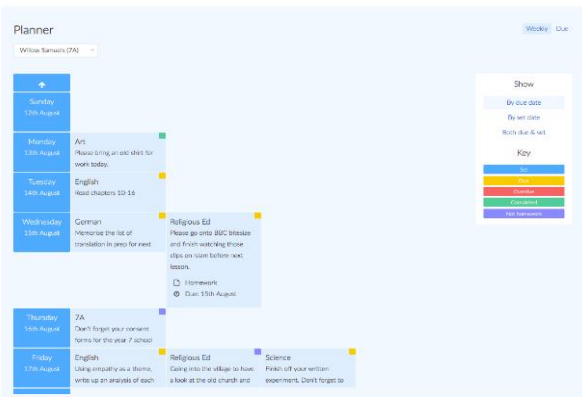 Planner
Weekly Due
Willow Samuels (7A)
Sunday
12th August
Monday
13th August
Art
Please bring an old shirt for
work today.
Tuesday
14th August
English
Read chapters 10-16
Wednesday
15th August
German
Memorise the list of
translation in prep for next
Religious Ed
Please go onto BBC bitesize
and finish watching those
clips on Islam before next
lesson.
Homework
Due: 15th August
Thursday
16th August
7A
Don't forget your consent
forms for the year 7 school
Friday
17th August
English
Using empathy as a theme,
write up an analysis of each
Religious Ed
Going into the village to have
a look at the old church and
Science
Finish off your written
experiment. Don't forget to
Show
By due date
By set date
Both due & set
Key
Set
Due
Overdue
Completed
Not homework